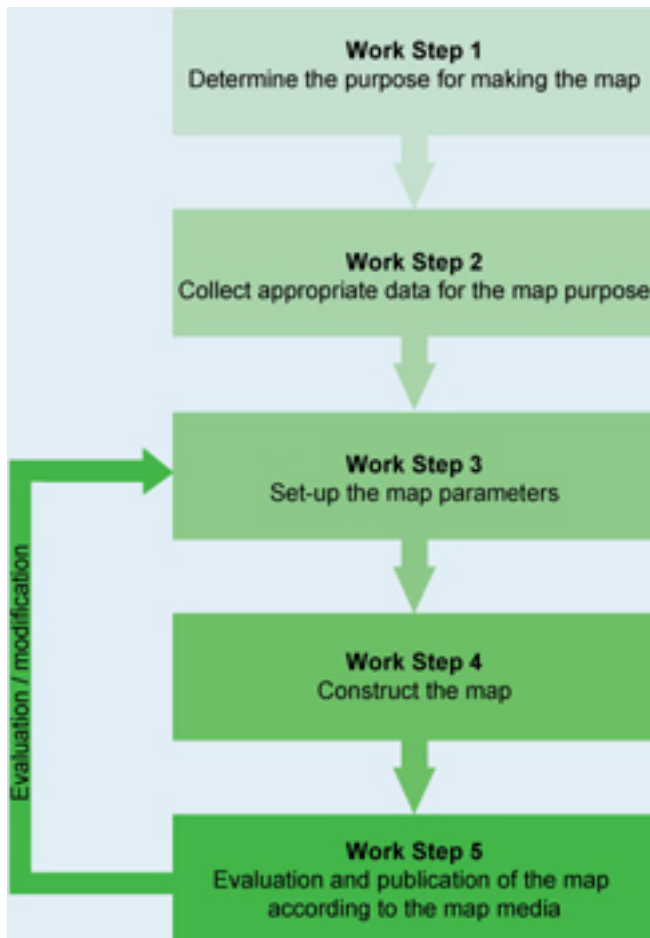 Work Step 1
Determine the purpose for making the map
Work Step 2
Collect appropriate data for the map purpose
Work Step 3
Set-up the map parameters
Work Step 4
Construct the map
Work Step 5
Evaluation and publication of the map
according to the map media
Evaluation / modification